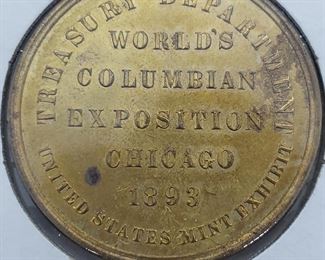 TREASURY DEPARTMENT
WORLD'S
COLUMBIAN
EXPOSITION
CHICAGO
1893
UNITED STATES MINT EXHIBIT